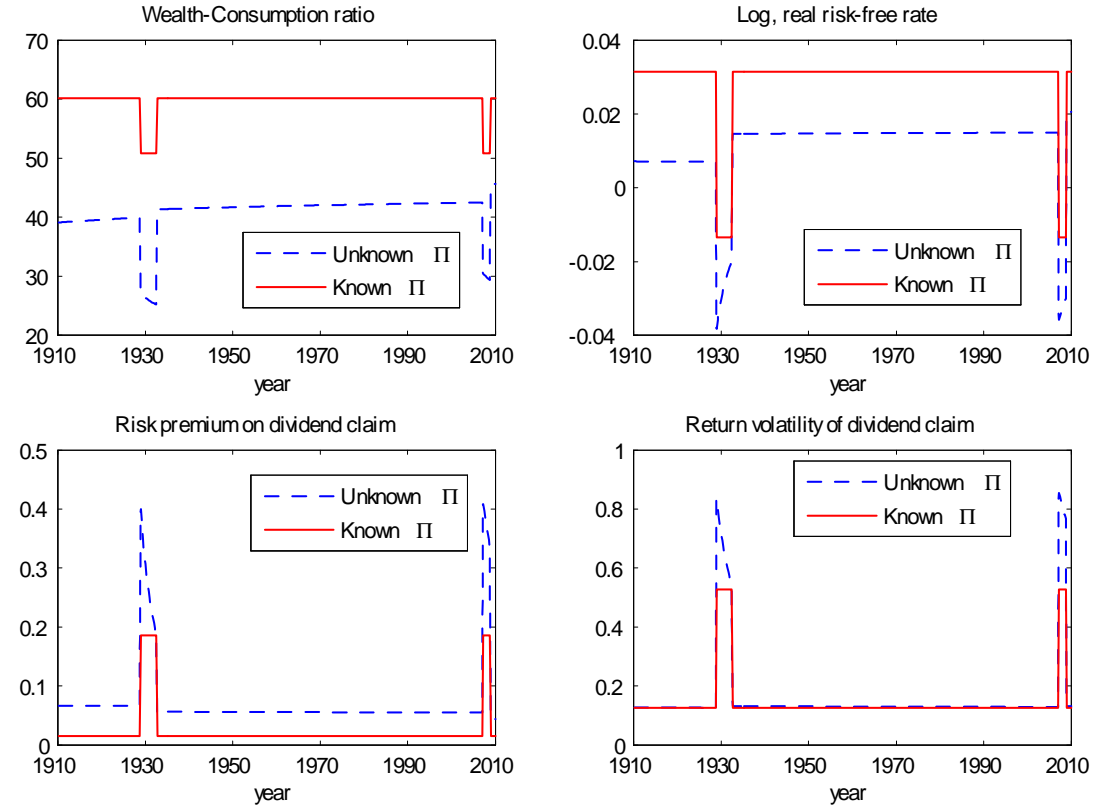 Wealth-Consumption ratio
70
60
50
40
30
20
1910 1930 1950 1970 1990 2010
year
Unknown Π
Known Π
Log, real risk-free rate
0.04
0.02
0
-0.02
-0.04
1910 1930 1950 1970 1990 2010
year
Unknown Π
Known Π
Risk premium on dividend claim
0.5
0.4
0.3
0.2
0.1
0
1910 1930 1950 1970 1990 2010
year
Unknown Π
Known Π
Return volatility of dividend claim
1
0.8
0.6
0.4
0.2
0
1910 1930 1950 1970 1990 2010
year
Unknown Π
Known Π